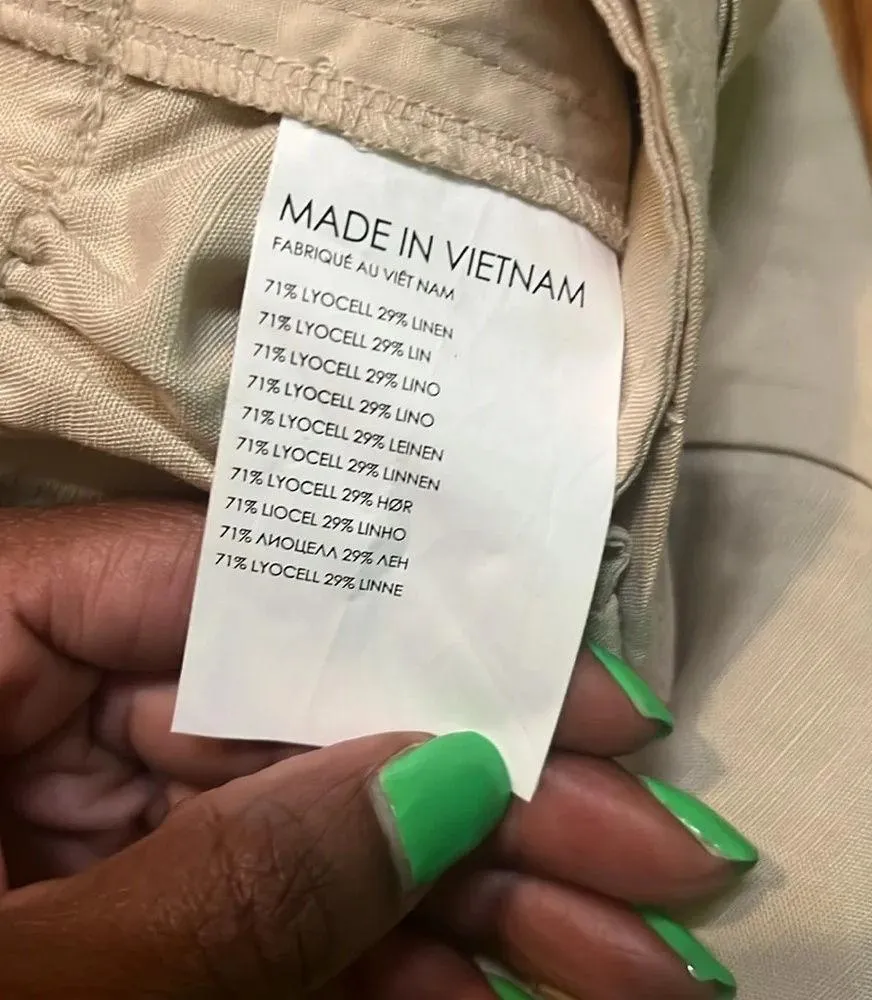 MADE IN VIETNAM
FABRIQUÉ AU VIÊT NAM
71% LYOCELL 29% LINEN
71% LYOCELL 29% LIN
71% LYOCELL 29% LINO
71% LYOCELL 29% LINO
71% LYOCELL 29% LEINEN
71% LYOCELL 29% LINNEN
71% LYOCELL 29% HØR
71% LIOCEL 29% LINHO
71% ЛИОЦЕЛЛ 29% ЛЕН
71% LYOCELL 29% LINNE